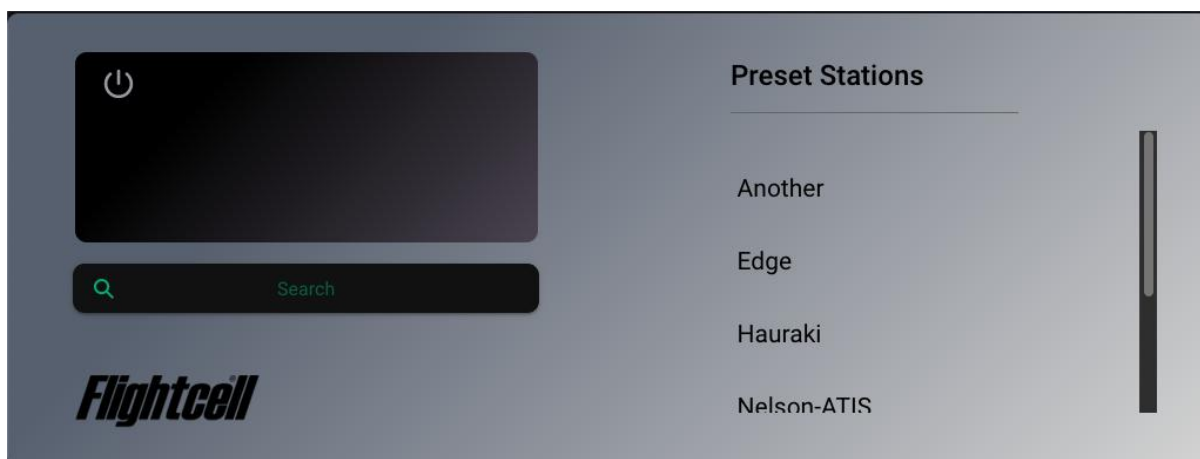 Preset Stations
Another
Edge
Search
Hauraki
Flightcell
Nelson-ATIS